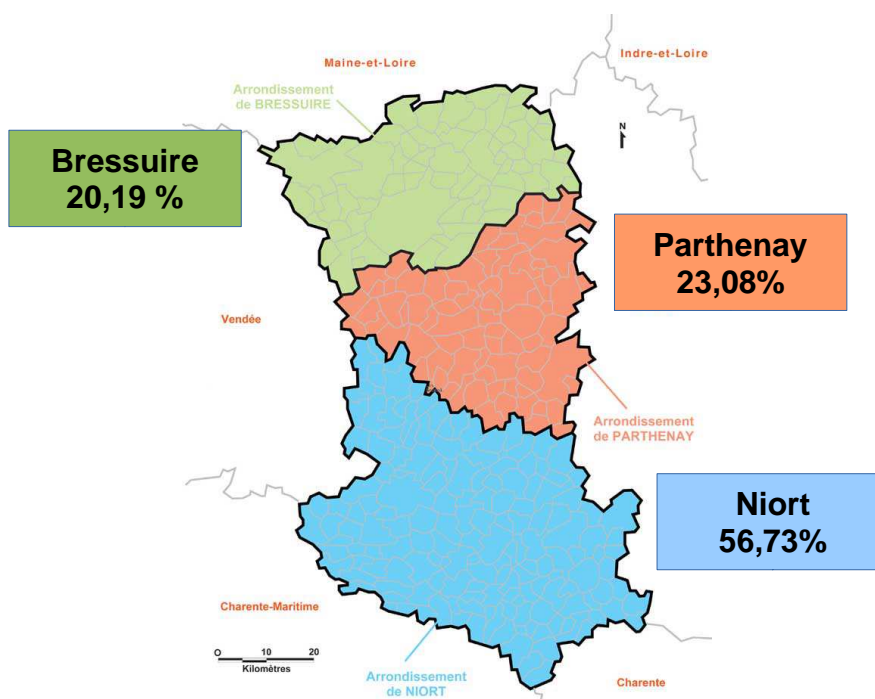 Indre-et-Loire
Maine-et-Loire
Arrondissement
de BRESSUIRE
N
Bressuire
20,19 %
Parthenay
23,08%
Vendée
Arrondissement
de PARTHENAY
Niort
56,73%
Charente-Maritime
0 10 20
Kilomètres
Arrondissement
de NIORT
Charente